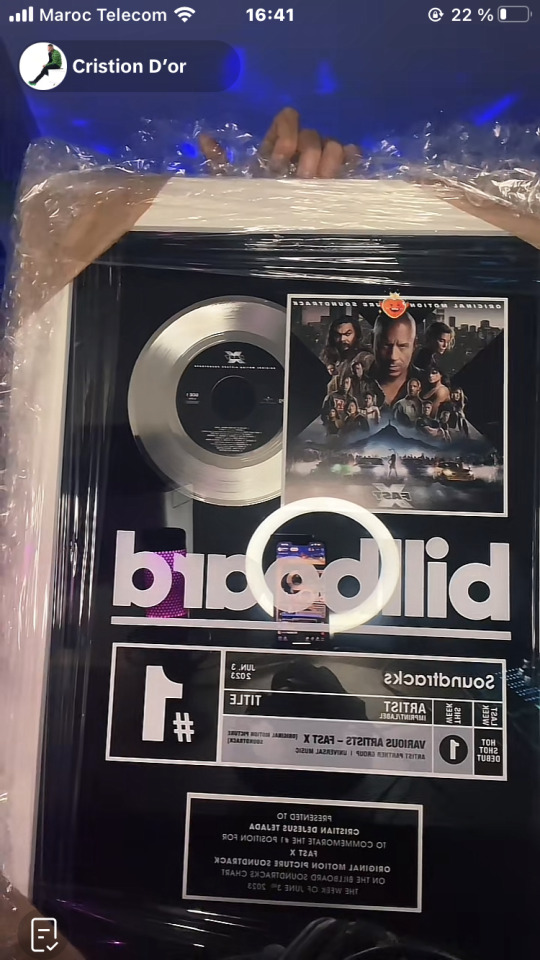 Maroc Telecom 16:41 22 %
Cristion D'or
ORIGINAL MOTION PICTURE SOUNDTRACK
FAST X
billboard
Soundtracks
JUN. 3
2023
#1
LAST
WEEK
THIS
WEEK
ARTIST
IMPRINT/LABEL
TITLE
HOT
SHOT
DEBUT
1
VARIOUS ARTISTS – FAST X [ORIGINAL MOTION PICTURE
SOUNDTRACK]
ARTIST PARTNER GROUP | UNIVERSAL MUSIC
PRESENTED TO
CRISTIAN DEJESUS TEJADA
TO COMMEMORATE THE #1 POSITION FOR
FAST X
ORIGINAL MOTION PICTURE SOUNDTRACK
ON THE BILLBOARD SOUNDTRACKS CHART
THE WEEK OF JUNE 3RD 2023